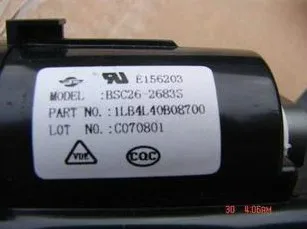 E156203
MODEL :BSC26-2683S
PART NO.:1LB4L40B08700
LOT NO.:C070801
VDE CQC
30 4:06AM